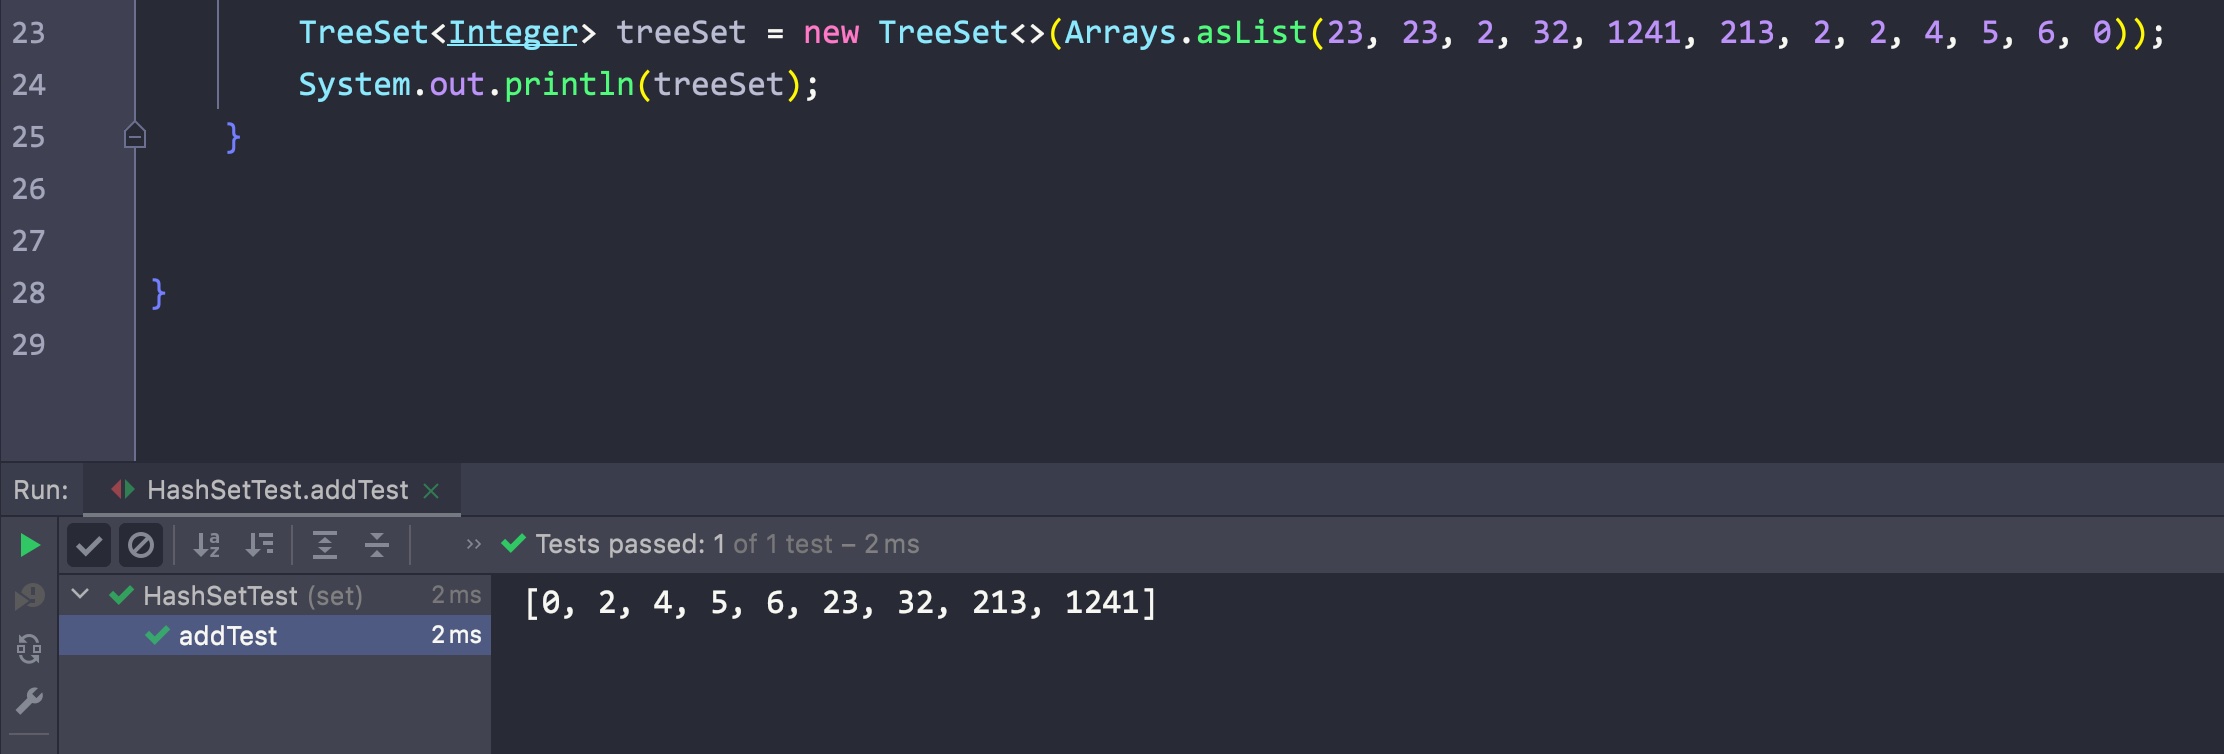 23 TreeSet<Integer> treeSet = new TreeSet<>(Arrays.asList(23, 23, 2, 32, 1241, 213, 2, 2, 4, 5, 6, 0));
24 System.out.println(treeSet);
25 }
26
27
28 }
29
Run: HashSetTest.addTest
Tests passed: 1 of 1 test – 2 ms
HashSetTest (set) 2 ms
[0, 2, 4, 5, 6, 23, 32, 213, 1241]
addTest 2 ms